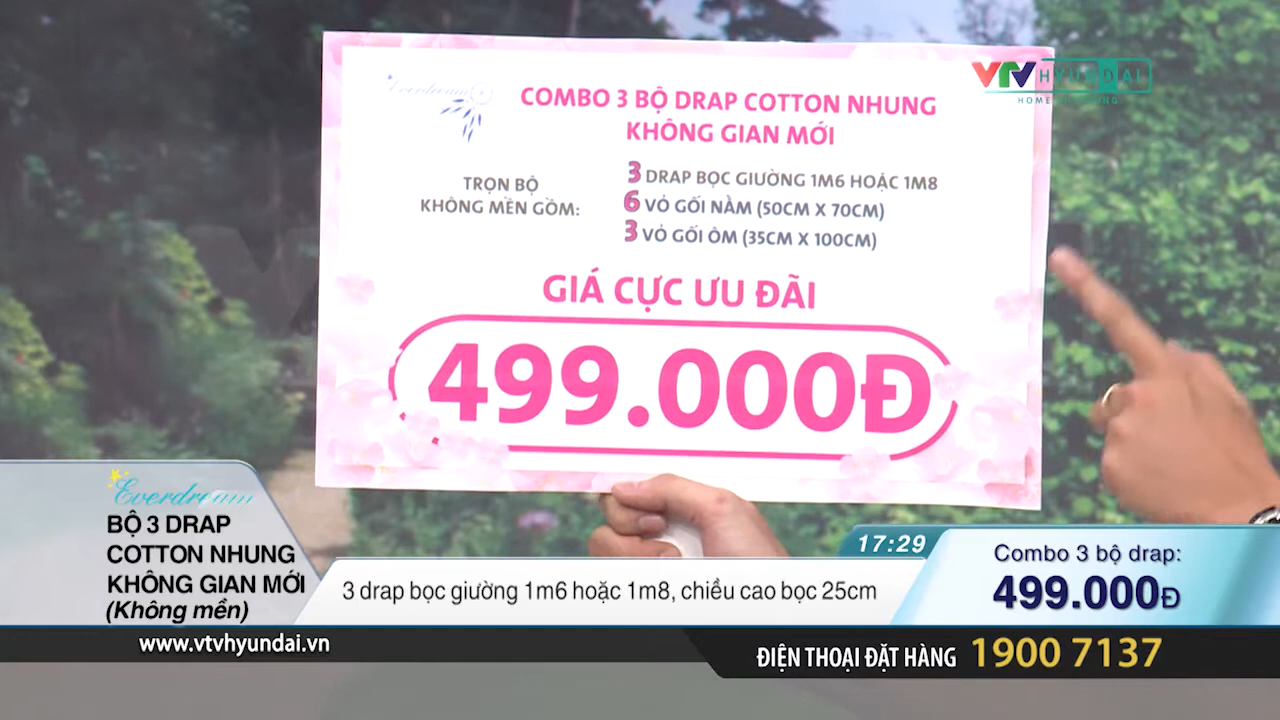 Everdream
COMBO 3 BỘ DRAP COTTON NHUNG
KHÔNG GIAN MỚI
TRỌN BỘ
KHÔNG MỀN GỒM:
3 DRAP BỌC GIƯỜNG 1M6 HOẶC 1M8
6 VỎ GỐI NẰM (50CM X 70CM)
3 VỎ GỐI ÔM (35CM X 100CM)
GIÁ CỰC ƯU ĐÃI
499.000Đ
VTV HYUNDAI
HOME SHOPPING
Everdream
BỘ 3 DRAP
COTTON NHUNG
KHÔNG GIAN MỚI
(Không mền)
3 drap bọc giường 1m6 hoặc 1m8, chiều cao bọc 25cm
17:29
Combo 3 bộ drap:
499.000Đ
www.vtvhyundai.vn
ĐIỆN THOẠI ĐẶT HÀNG 1900 7137